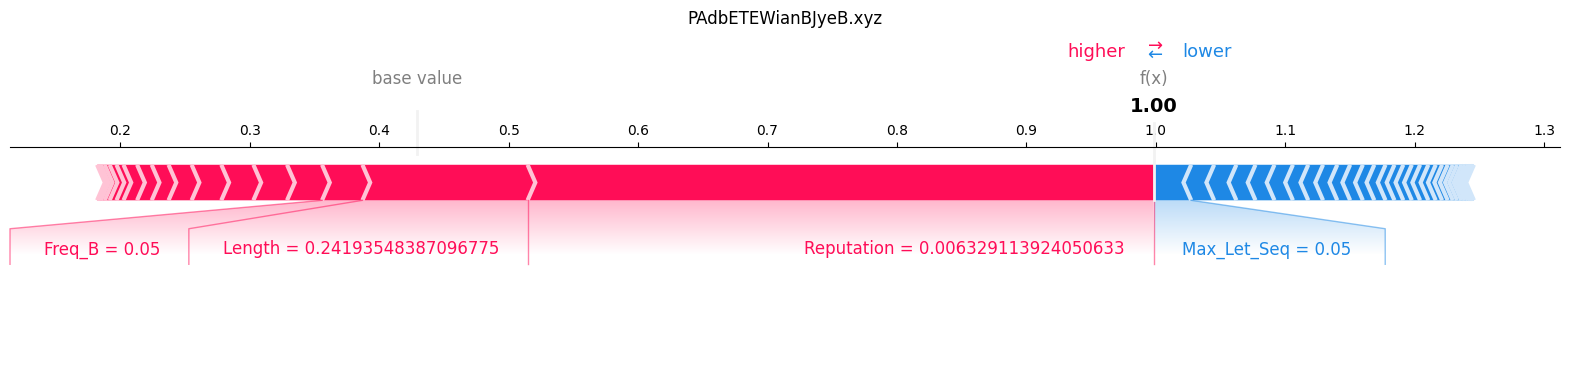 PAdbETEWianBJyeB.xyz
higher → ← lower
base value f(x)
1.00
0.2 0.3 0.4 0.5 0.6 0.7 0.8 0.9 1.0 1.1 1.2 1.3
Freq_B = 0.05 Length = 0.24193548387096775 Reputation = 0.006329113924050633 Max_Let_Seq = 0.05